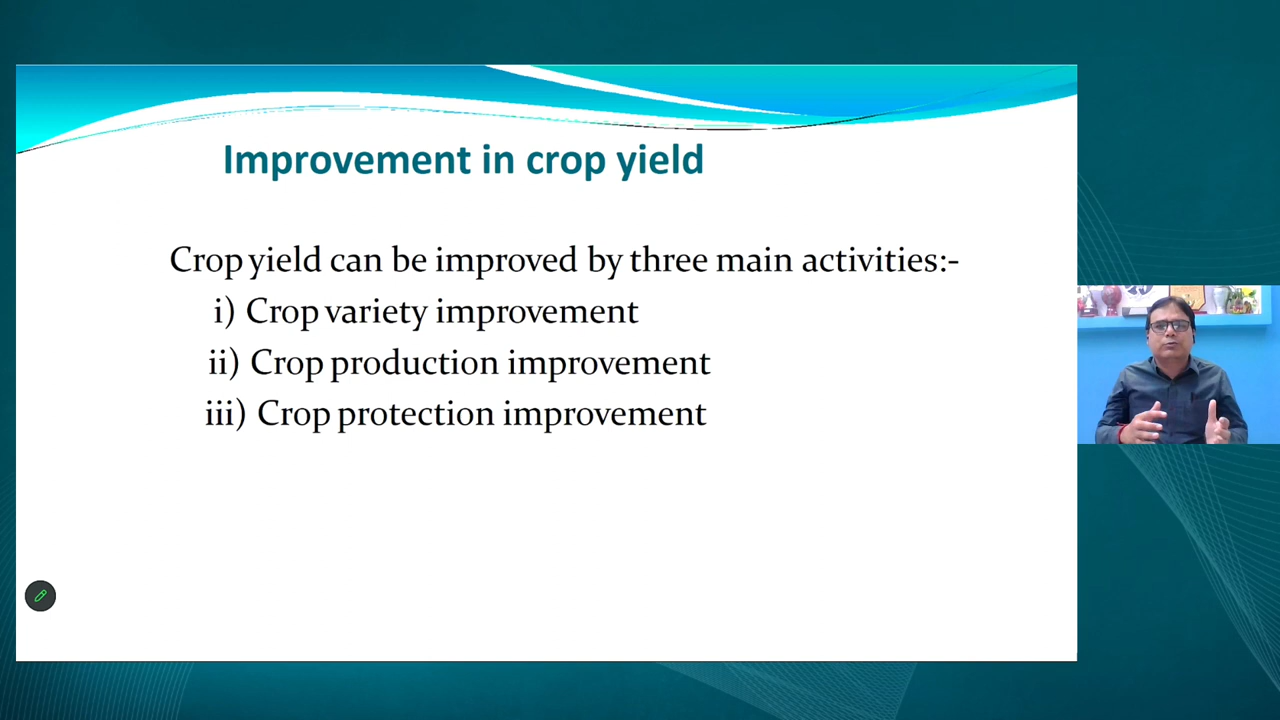 Improvement in crop yield
Crop yield can be improved by three main activities:-
i) Crop variety improvement
ii) Crop production improvement
iii) Crop protection improvement